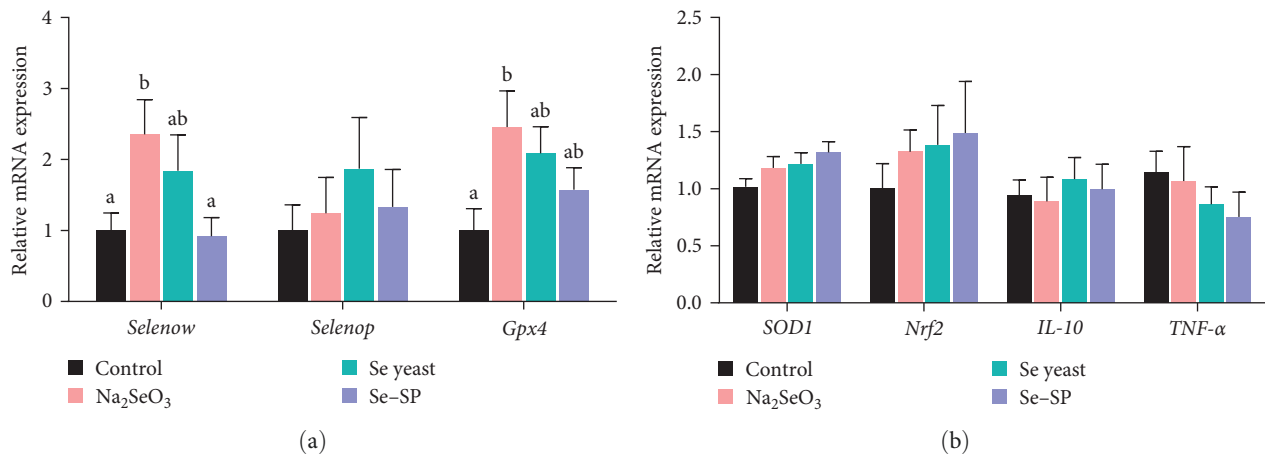 Relative mRNA expression
4
3
2
1
0
a
b
ab
a
a
b
ab
ab
Selenow
Selenop
Gpx4
Control
Na₂SeO₃
Se yeast
Se–SP
(a)
Relative mRNA expression
2.5
2.0
1.5
1.0
0.5
0.0
SOD1
Nrf2
IL-10
TNF-α
Control
Na₂SeO₃
Se yeast
Se–SP
(b)